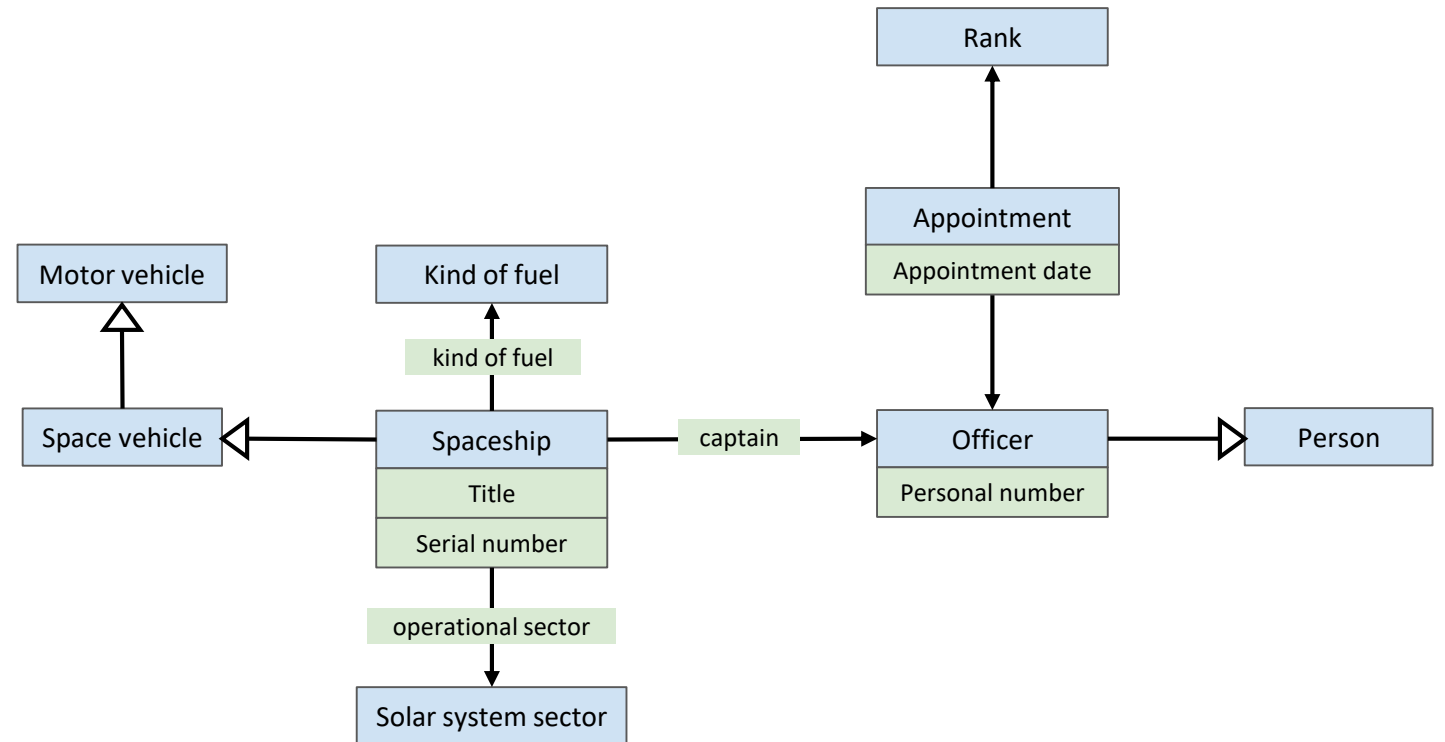 Rank
Appointment
Appointment date
Motor vehicle
Kind of fuel
kind of fuel
Space vehicle
Spaceship
captain
Officer
Person
Title
Personal number
Serial number
operational sector
Solar system sector